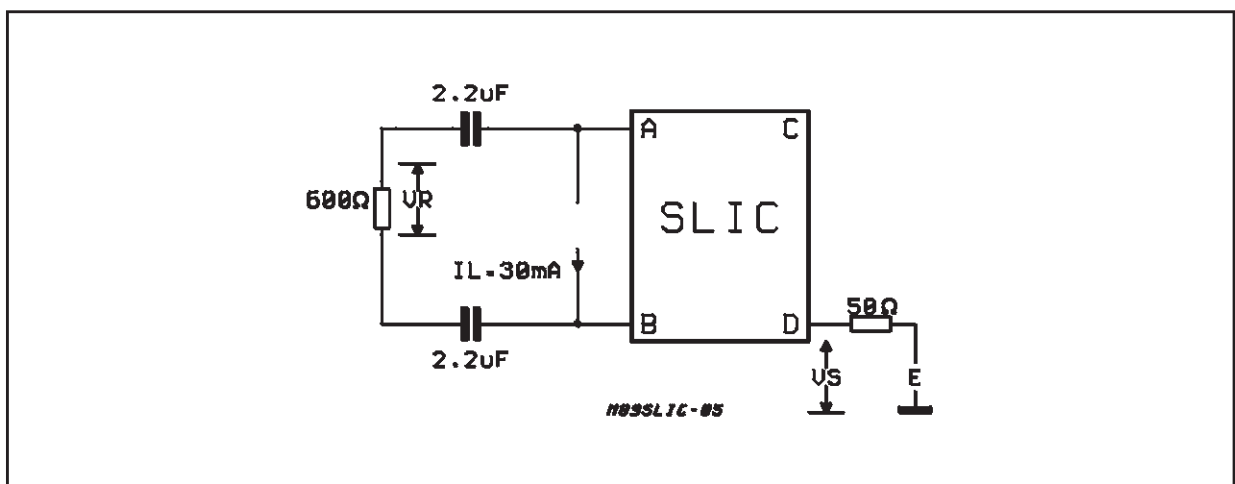 2.2uF
A
C
600Ω
VR
SLIC
IL=30mA
50Ω
B
D
2.2uF
VS
E
M89SLIC-05